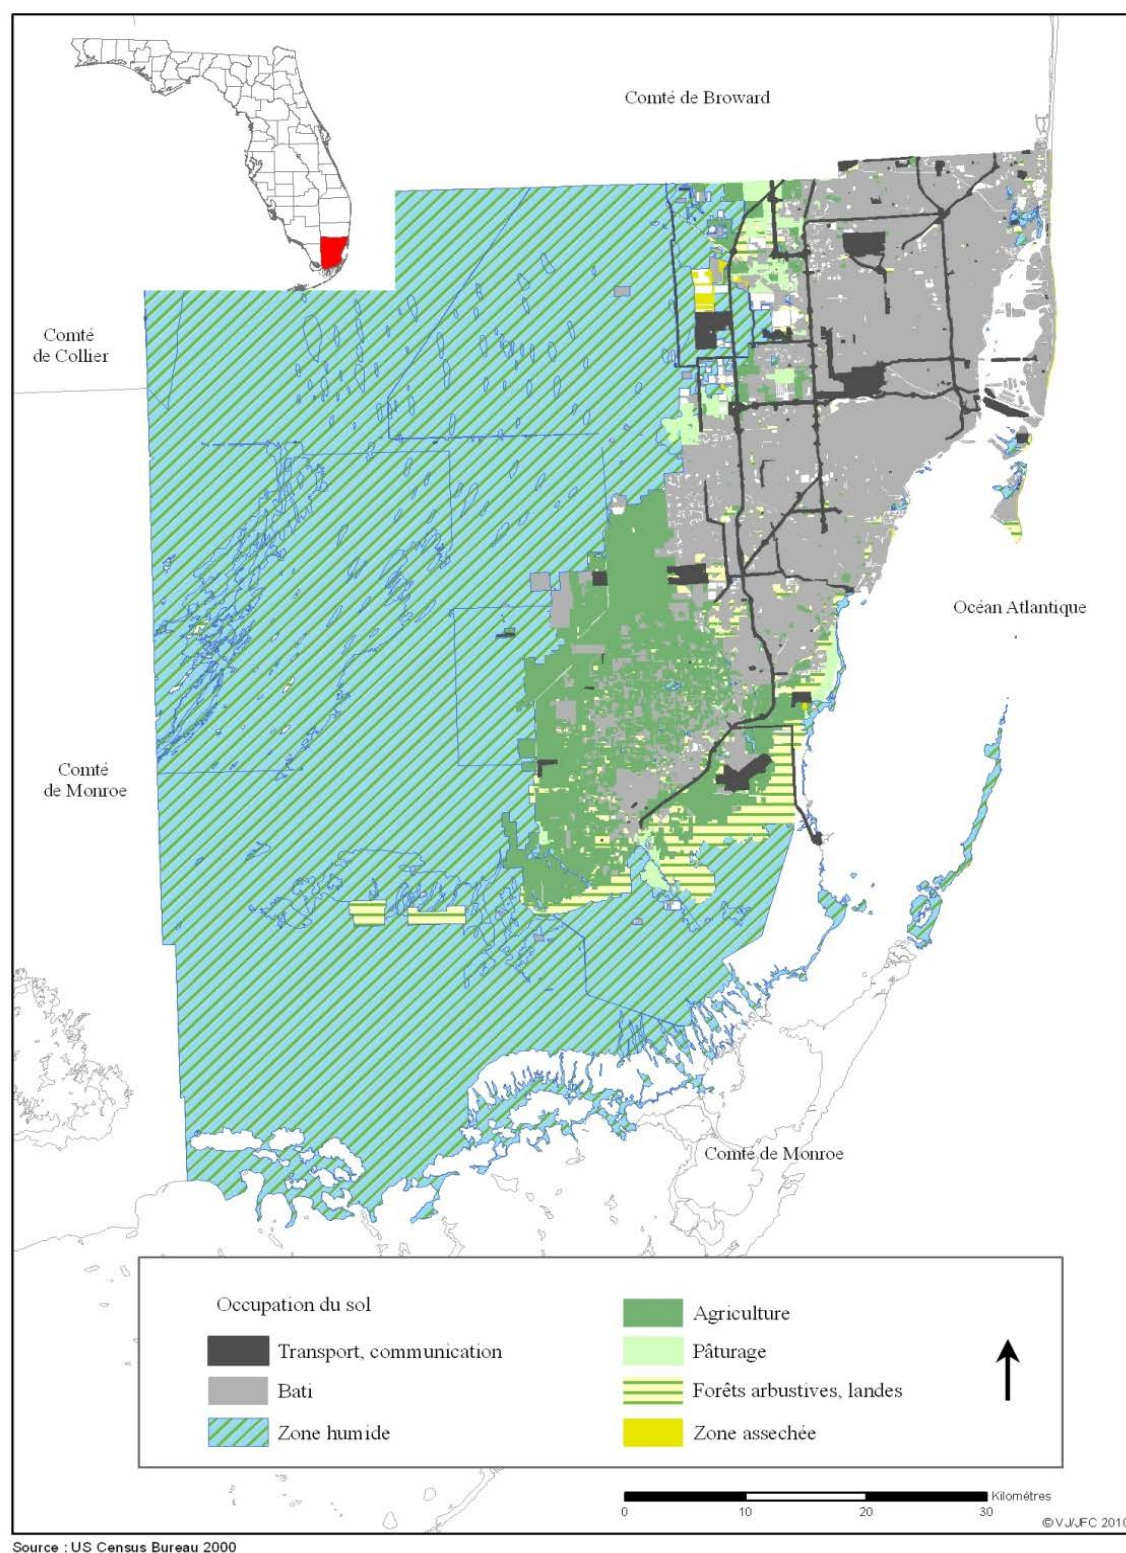 Comté de Broward
Comté
de Collier
Océan Atlantique
Comté
de Monroe
Comté de Monroe
Occupation du sol
Transport, communication
Bati
Zone humide
Agriculture
Pâturage
Forêts arbustives, landes
Zone assechée
Kilométres
0 10 20 30
© VJ/JFC 2010
Source : US Census Bureau 2000